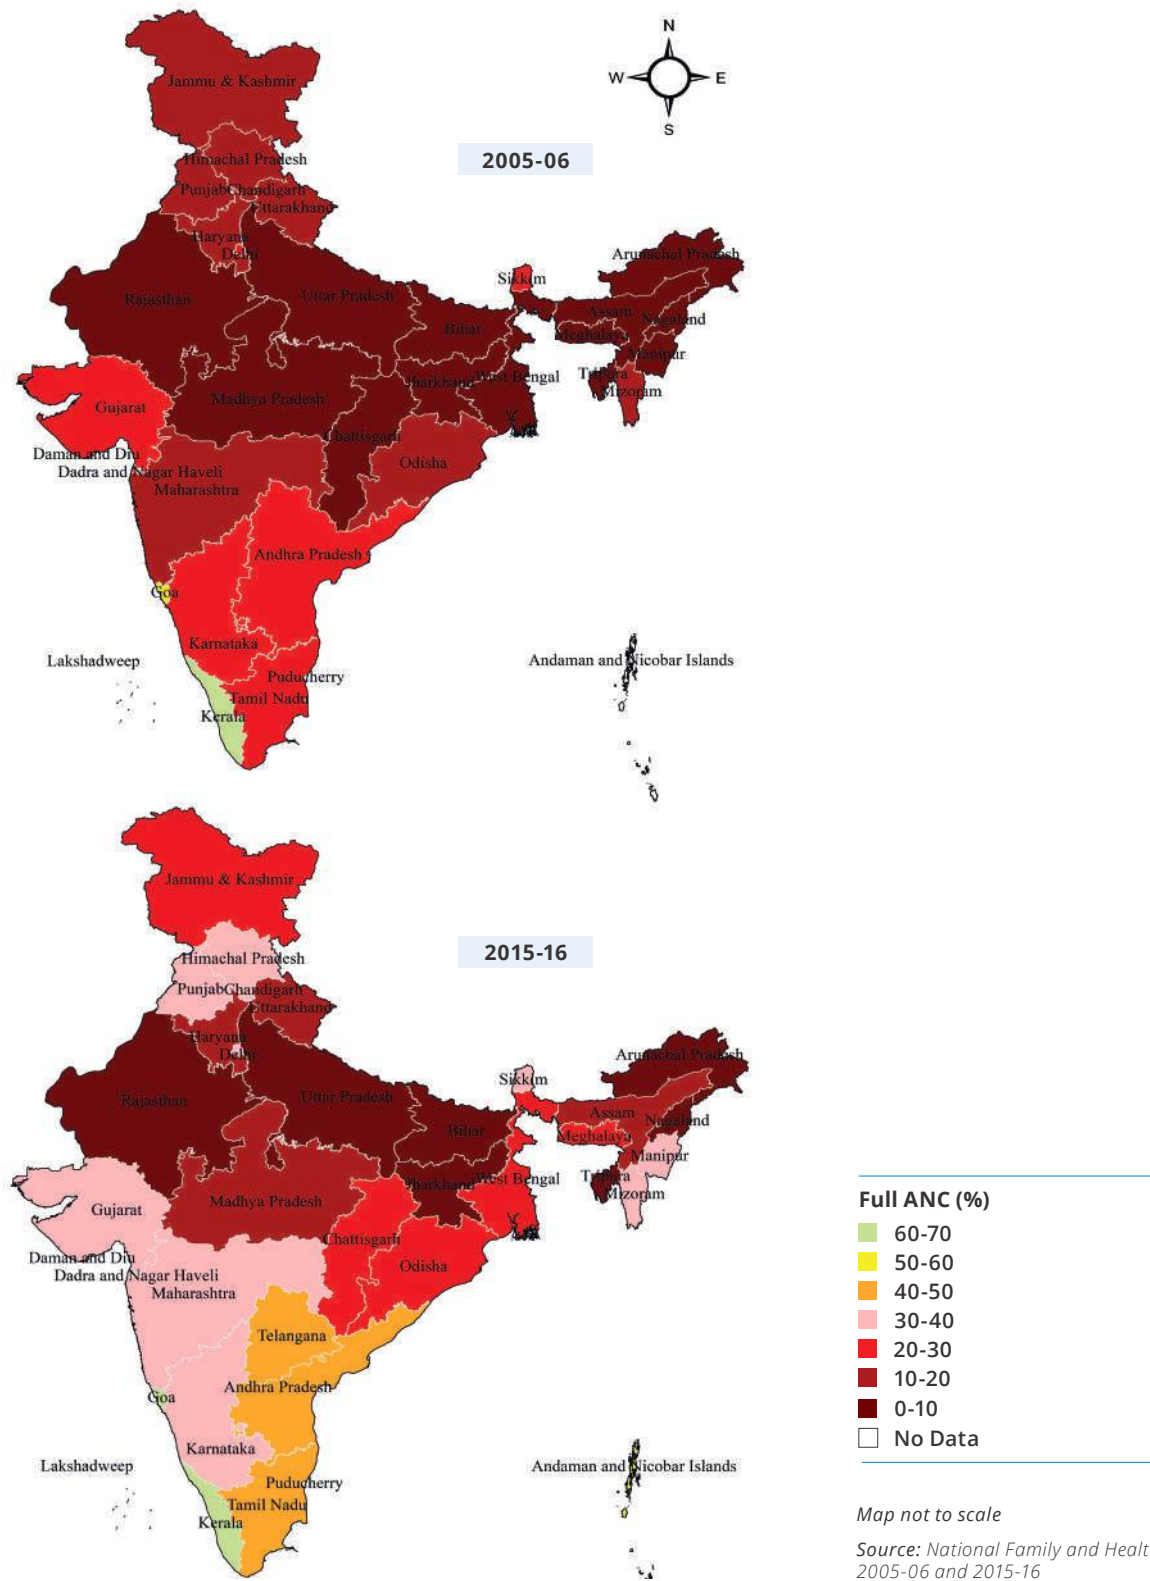 N
W
E
S
2005-06
Jammu & Kashmir
Himachal Pradesh
Punjab
Chandigarh
Uttarakhand
Haryana
Delhi
Arunachal Pradesh
Sikkim
Rajasthan
Uttar Pradesh
Assam
Nagaland
Bihar
Meghalaya
Manipur
Jharkhand
West Bengal
Tripura
Mizoram
Gujarat
Madhya Pradesh
Chattisgarh
Daman and Diu
Odisha
Dadra and Nagar Haveli
Maharashtra
Andhra Pradesh
Goa
Karnataka
Lakshadweep
Andaman and Nicobar Islands
Puducherry
Tamil Nadu
Kerala
2015-16
Jammu & Kashmir
Himachal Pradesh
Punjab
Chandigarh
Uttarakhand
Haryana
Delhi
Arunachal Pradesh
Sikkim
Rajasthan
Uttar Pradesh
Assam
Nagaland
Bihar
Meghalaya
Manipur
Jharkhand
West Bengal
Tripura
Mizoram
Gujarat
Madhya Pradesh
Chattisgarh
Daman and Diu
Odisha
Dadra and Nagar Haveli
Maharashtra
Telangana
Andhra Pradesh
Goa
Karnataka
Lakshadweep
Andaman and Nicobar Islands
Puducherry
Tamil Nadu
Kerala
Full ANC (%)
60-70
50-60
40-50
30-40
20-30
10-20
0-10
No Data
Map not to scale
Source: National Family and Healt
2005-06 and 2015-16